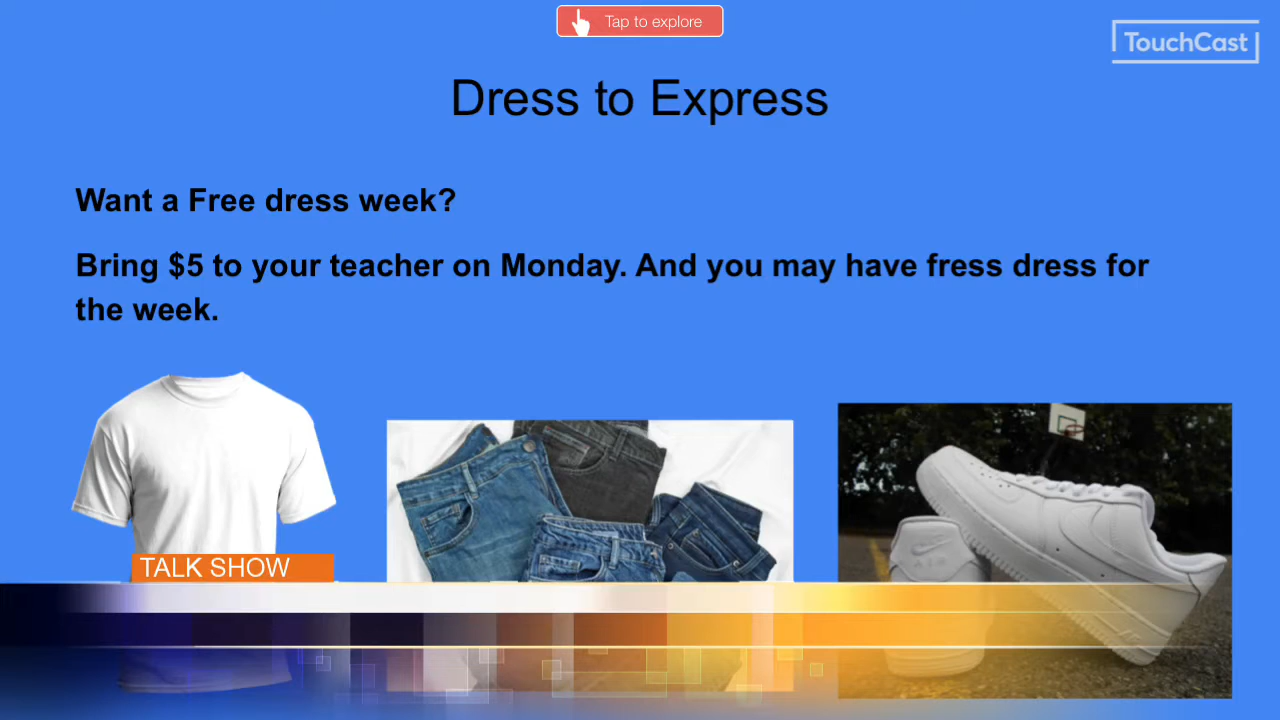 Tap to explore
TouchCast
Dress to Express
Want a Free dress week?
Bring $5 to your teacher on Monday. And you may have fress dress for
the week.
TALK SHOW
AIR